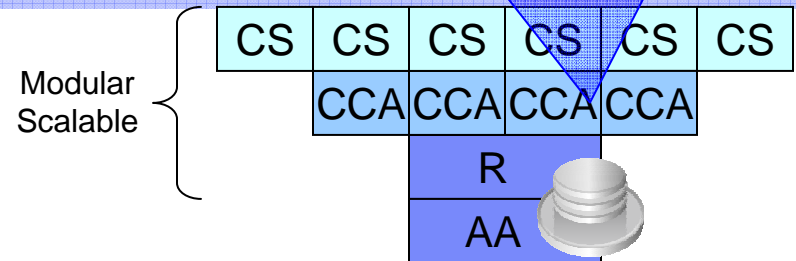 CS CS CS CS CS CS
Modular
Scalable
CCA CCA CCA CCA
R
AA